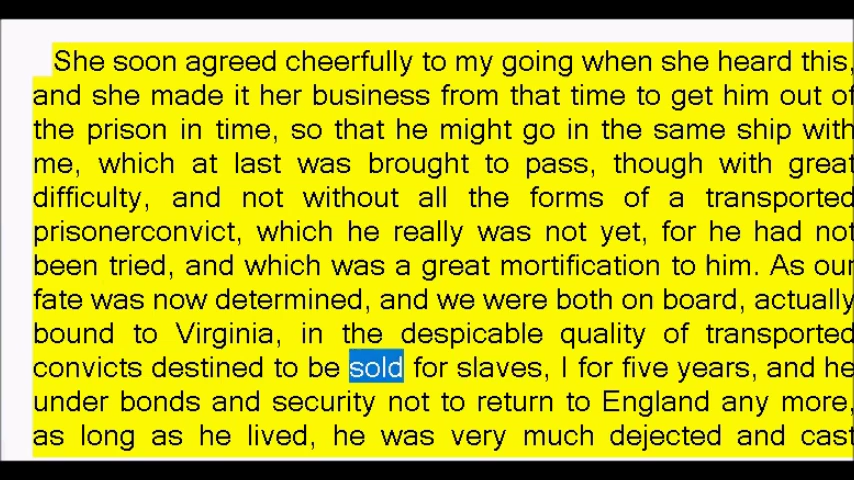 She soon agreed cheerfully to my going when she heard this,
and she made it her business from that time to get him out of
the prison in time, so that he might go in the same ship with
me, which at last was brought to pass, though with great
difficulty, and not without all the forms of a transported
prisonerconvict, which he really was not yet, for he had not
been tried, and which was a great mortification to him. As our
fate was now determined, and we were both on board, actually
bound to Virginia, in the despicable quality of transported
convicts destined to be sold for slaves, I for five years, and he
under bonds and security not to return to England any more,
as long as he lived, he was very much dejected and cast